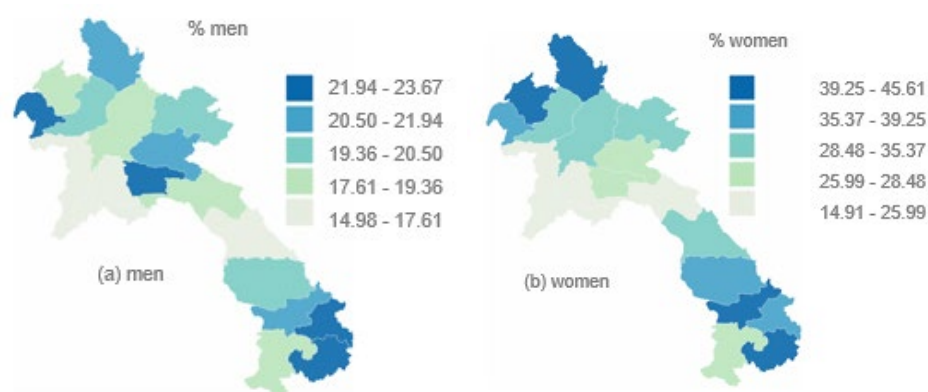 % men
21.94 - 23.67
20.50 - 21.94
19.36 - 20.50
17.61 - 19.36
14.98 - 17.61
(a) men
% women
39.25 - 45.61
35.37 - 39.25
28.48 - 35.37
25.99 - 28.48
14.91 - 25.99
(b) women